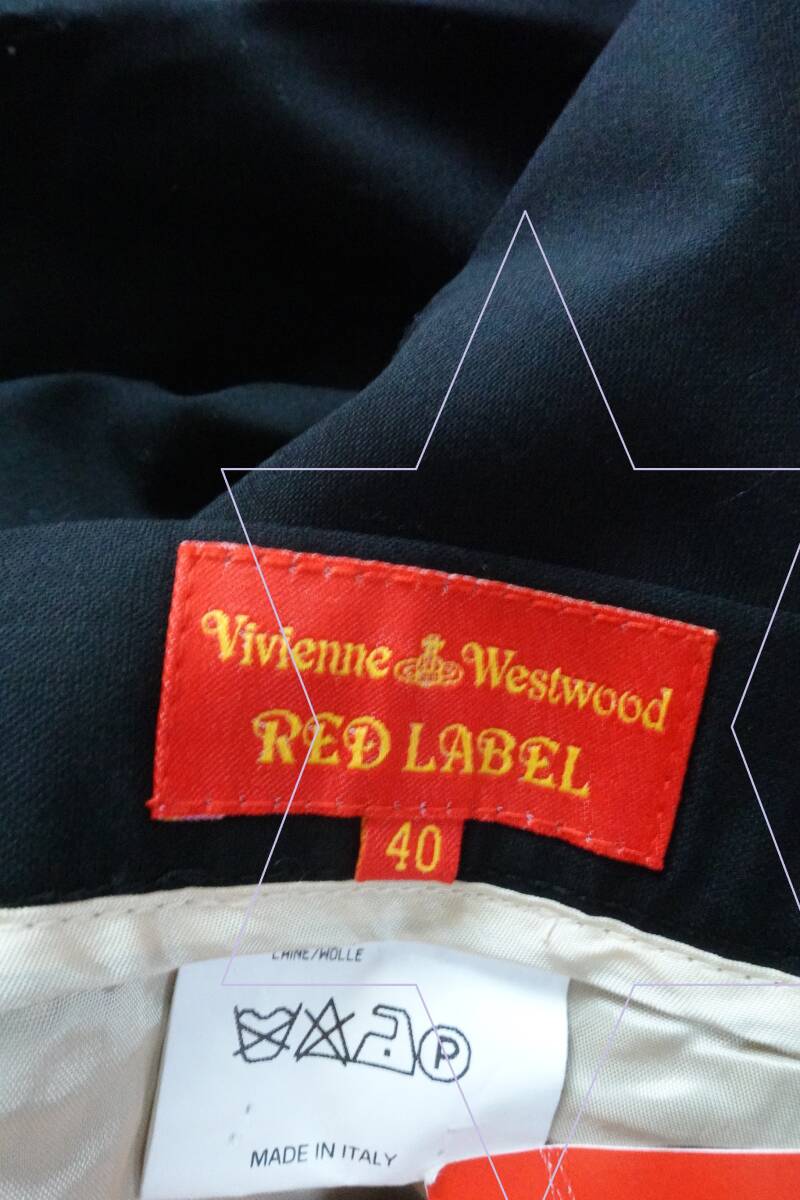 Vivienne Westwood
RED LABEL
40
LAINE/WOLLE
P
MADE IN ITALY